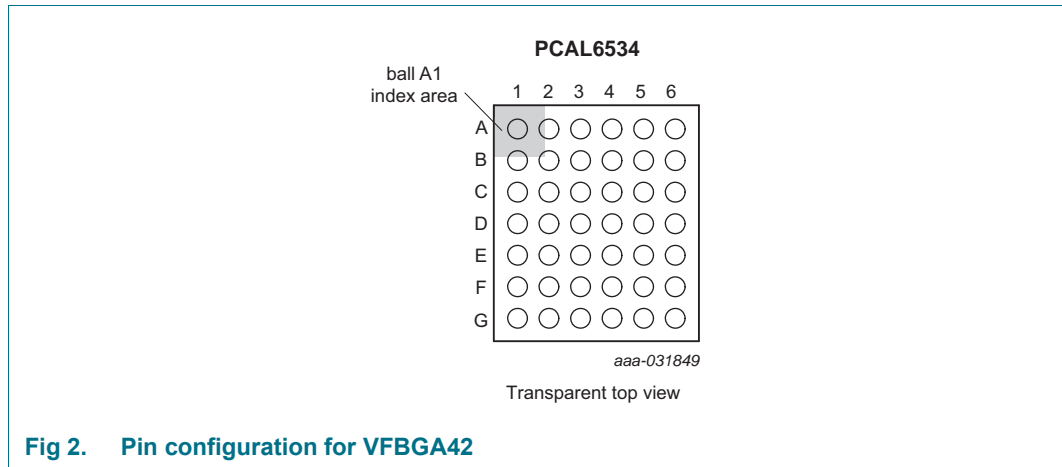 PCAL6534
ball A1
index area
1 2 3 4 5 6
A
B
C
D
E
F
G
aaa-031849
Transparent top view
Fig 2. Pin configuration for VFBGA42